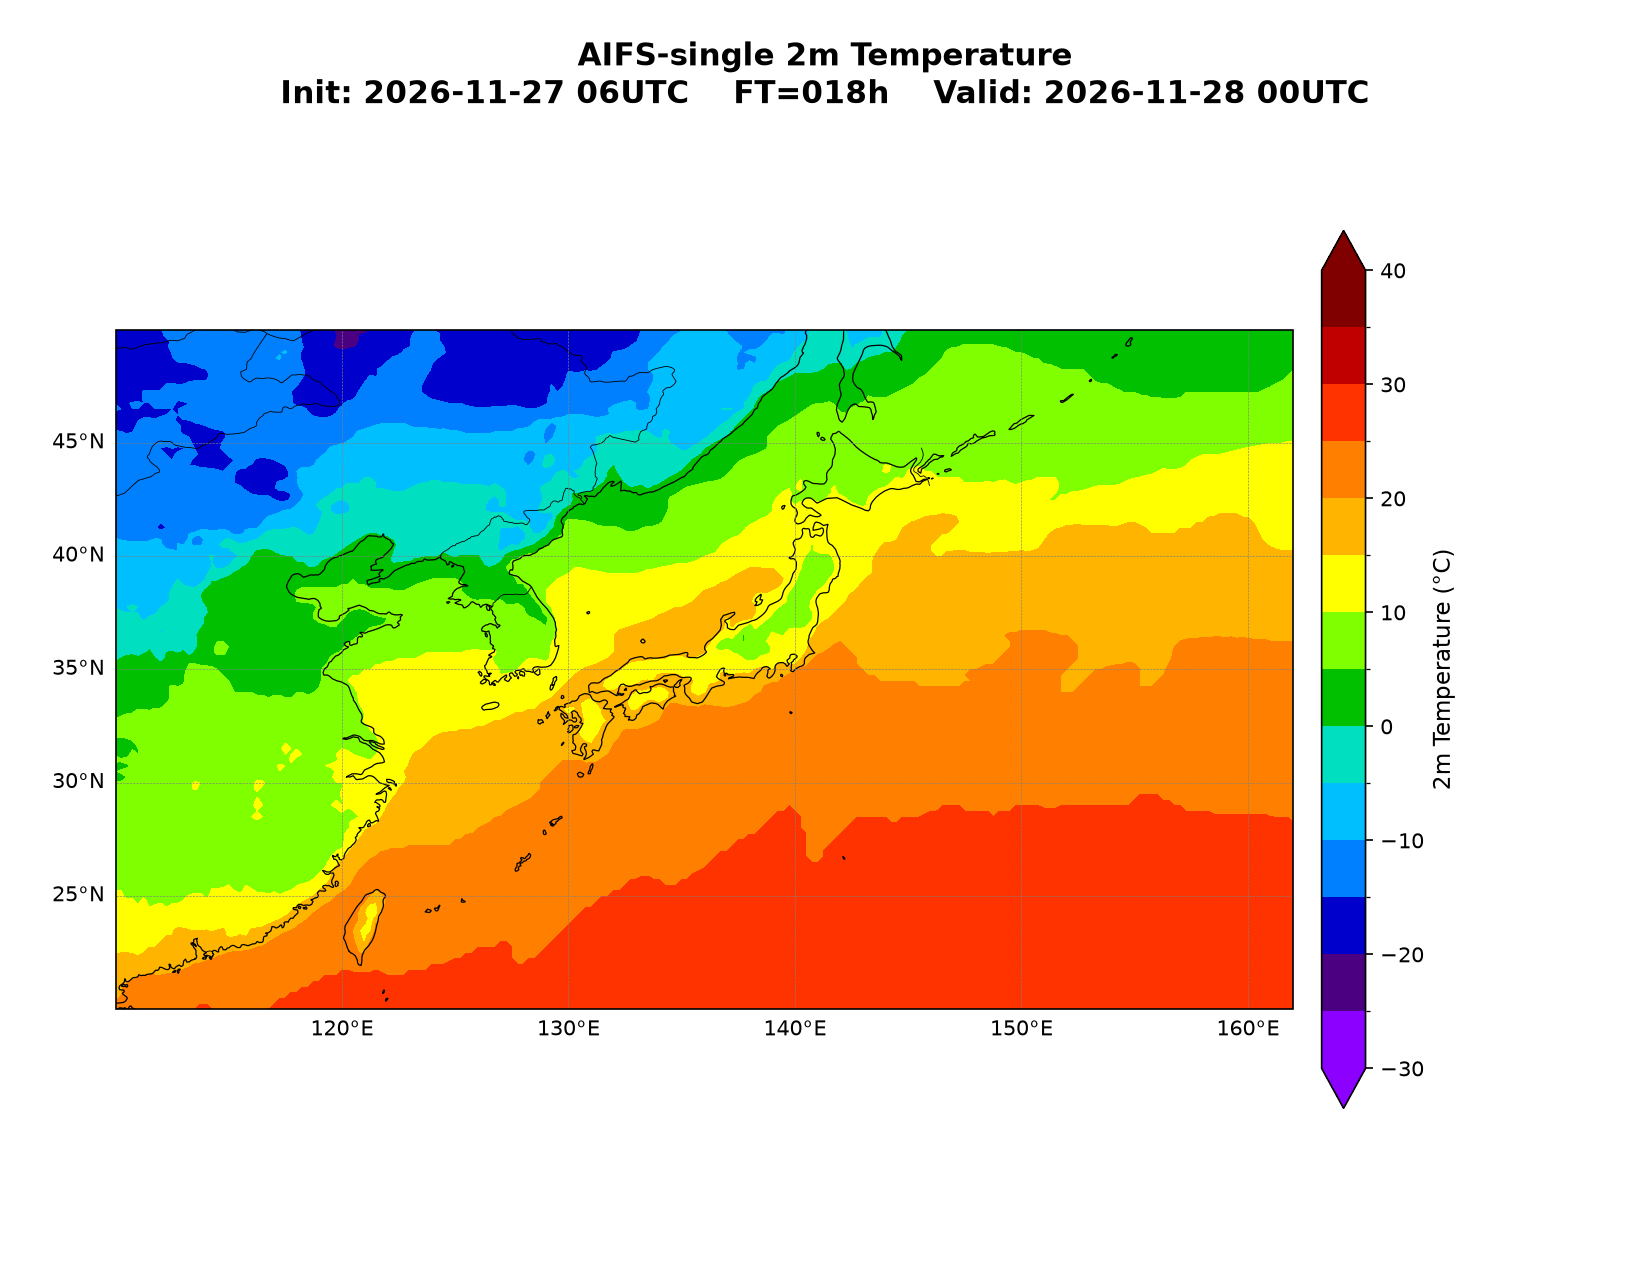 AIFS-single 2m Temperature
Init: 2026-11-27 06UTC    FT=018h    Valid: 2026-11-28 00UTC
45°N
40°N
35°N
30°N
25°N
120°E
130°E
140°E
150°E
160°E
40
30
20
10
0
−10
−20
−30
2m Temperature (°C)